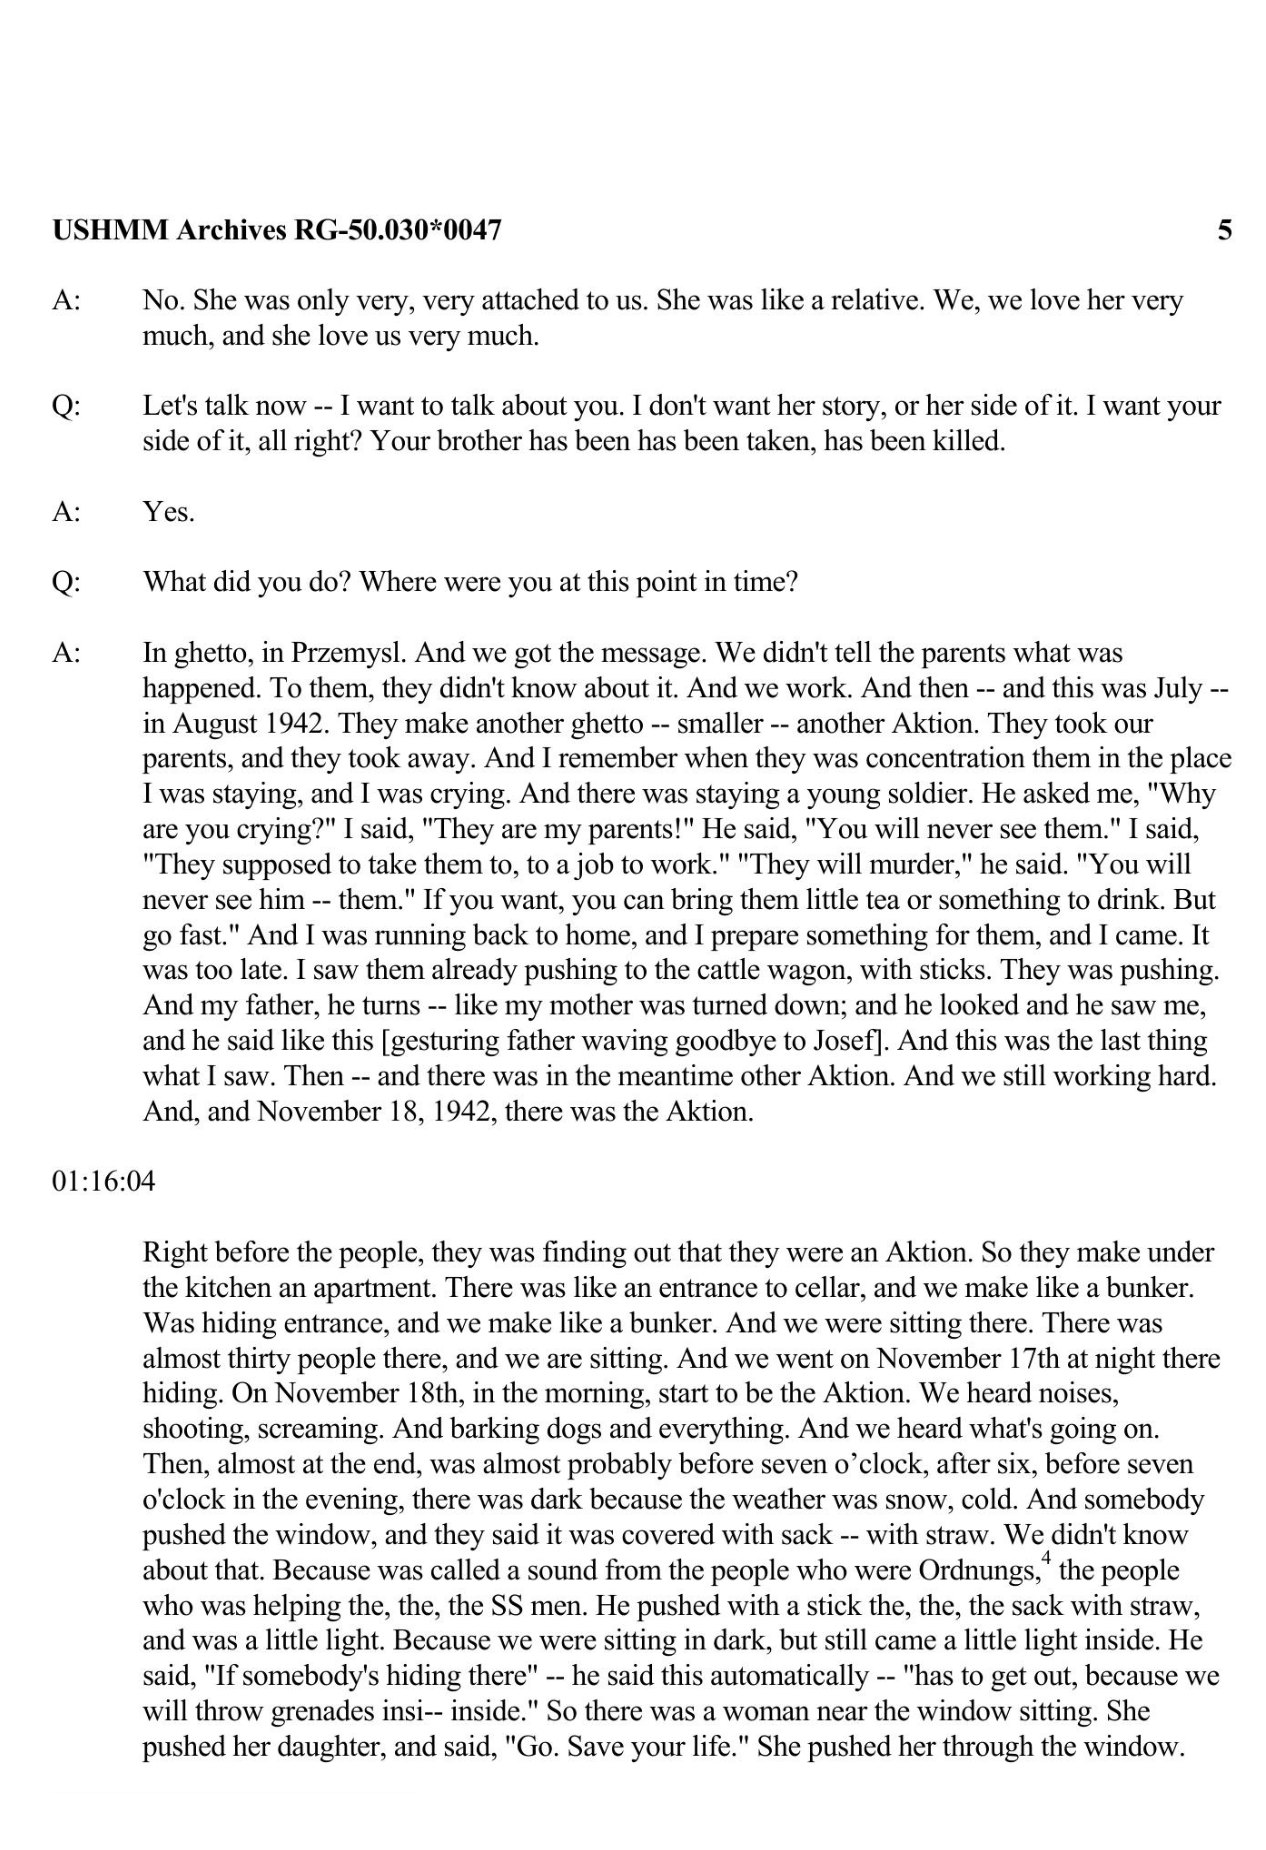 USHMM Archives RG-50.030*0047 5
A: No. She was only very, very attached to us. She was like a relative. We, we love her very
much, and she love us very much.
Q: Let's talk now -- I want to talk about you. I don't want her story, or her side of it. I want your
side of it, all right? Your brother has been has been taken, has been killed.
A: Yes.
Q: What did you do? Where were you at this point in time?
A: In ghetto, in Przemysl. And we got the message. We didn't tell the parents what was
happened. To them, they didn't know about it. And we work. And then -- and this was July --
in August 1942. They make another ghetto -- smaller -- another Aktion. They took our
parents, and they took away. And I remember when they was concentration them in the place
I was staying, and I was crying. And there was staying a young soldier. He asked me, "Why
are you crying?" I said, "They are my parents!" He said, "You will never see them." I said,
"They supposed to take them to, to a job to work." "They will murder," he said. "You will
never see him -- them." If you want, you can bring them little tea or something to drink. But
go fast." And I was running back to home, and I prepare something for them, and I came. It
was too late. I saw them already pushing to the cattle wagon, with sticks. They was pushing.
And my father, he turns -- like my mother was turned down; and he looked and he saw me,
and he said like this [gesturing father waving goodbye to Josef]. And this was the last thing
what I saw. Then -- and there was in the meantime other Aktion. And we still working hard.
And, and November 18, 1942, there was the Aktion.
01:16:04
Right before the people, they was finding out that they were an Aktion. So they make under
the kitchen an apartment. There was like an entrance to cellar, and we make like a bunker.
Was hiding entrance, and we make like a bunker. And we were sitting there. There was
almost thirty people there, and we are sitting. And we went on November 17th at night there
hiding. On November 18th, in the morning, start to be the Aktion. We heard noises,
shooting, screaming. And barking dogs and everything. And we heard what's going on.
Then, almost at the end, was almost probably before seven o’clock, after six, before seven
o'clock in the evening, there was dark because the weather was snow, cold. And somebody
pushed the window, and they said it was covered with sack -- with straw. We didn't know
about that. Because was called a sound from the people who were Ordnungs,4 the people
who was helping the, the, the SS men. He pushed with a stick the, the, the sack with straw,
and was a little light. Because we were sitting in dark, but still came a little light inside. He
said, "If somebody's hiding there" -- he said this automatically -- "has to get out, because we
will throw grenades insi-- inside." So there was a woman near the window sitting. She
pushed her daughter, and said, "Go. Save your life." She pushed her through the window.